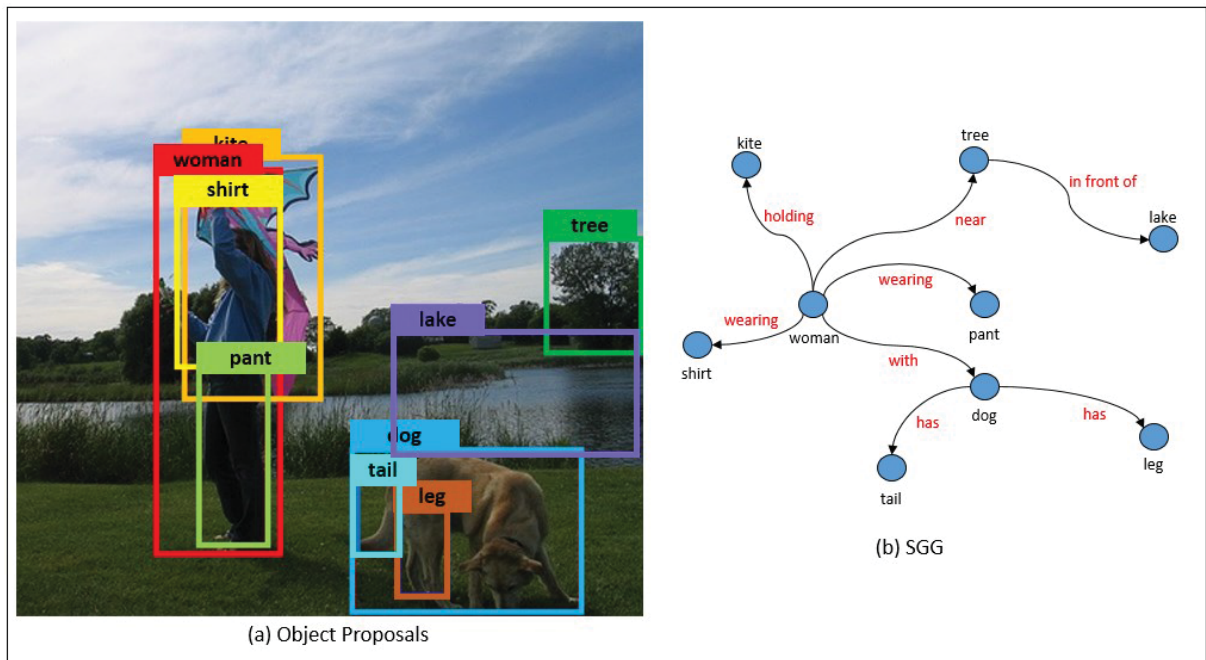 kite
woman
shirt
tree
lake
pant
dog
tail
leg
(a) Object Proposals
kite
tree
in front of
holding
lake
near
wearing
wearing
woman
pant
shirt
with
dog
has
has
leg
tail
(b) SGG